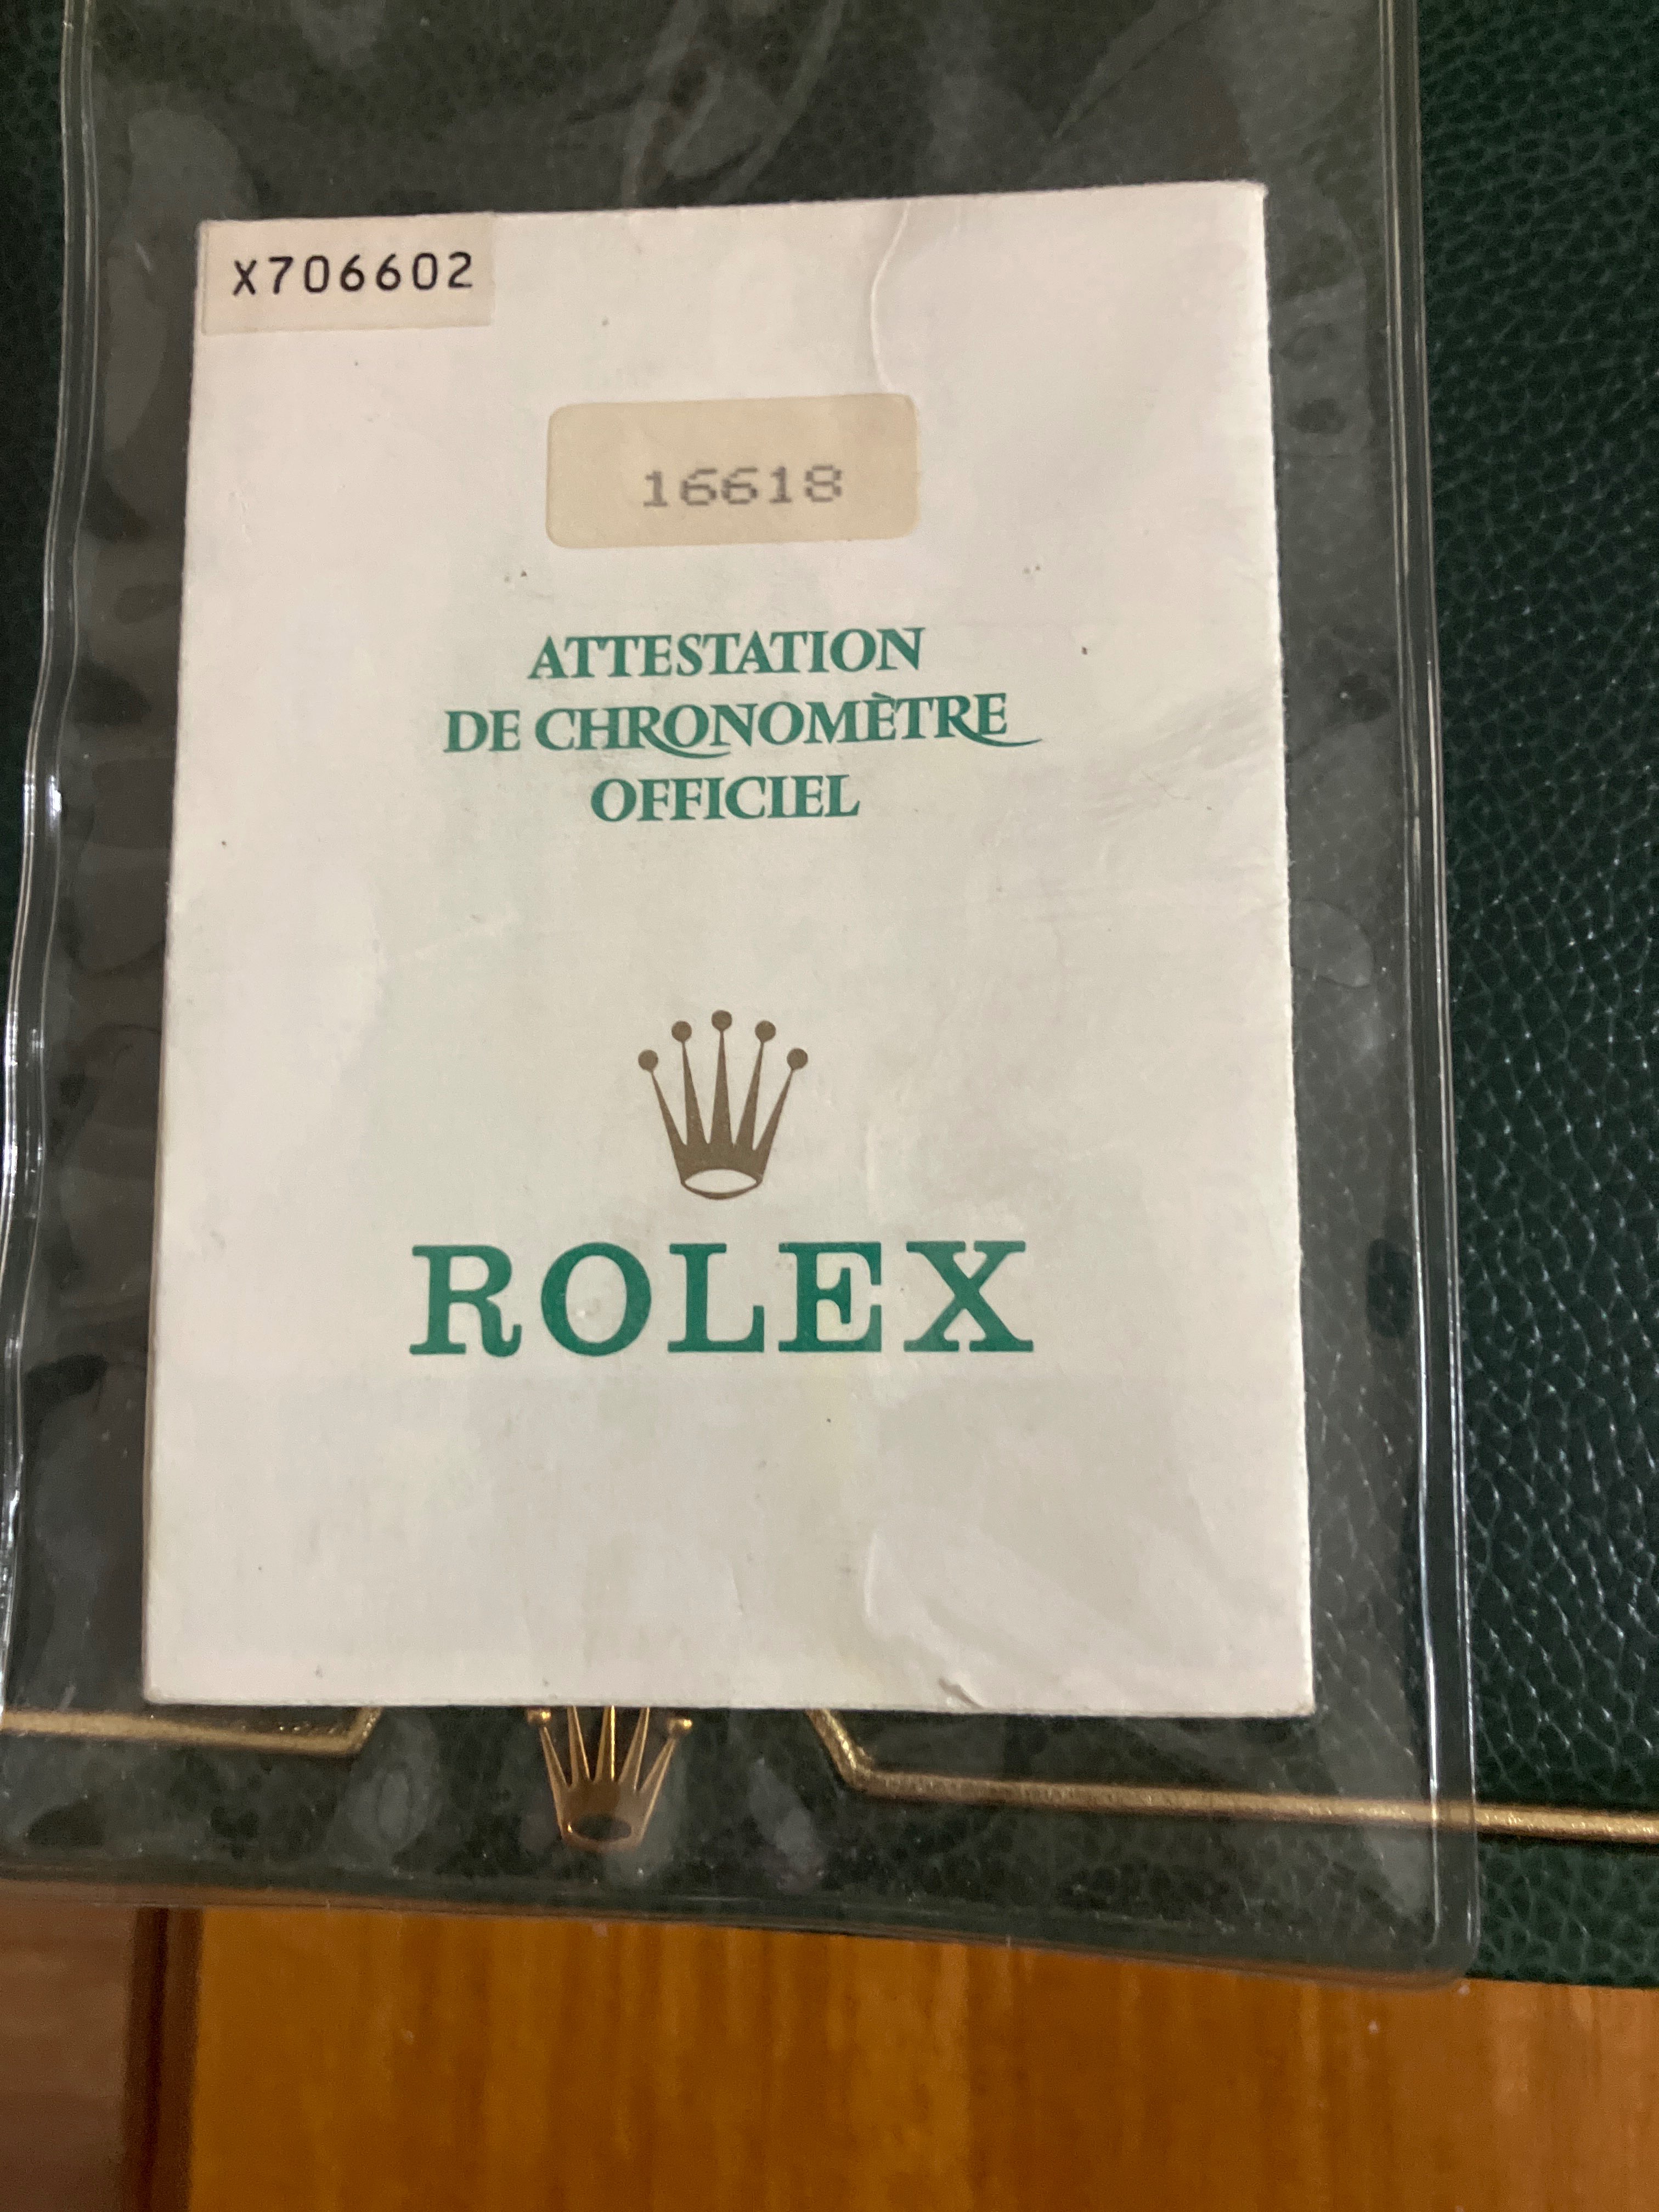 X706602
16618
ATTESTATION
DE CHRONOMÈTRE
OFFICIEL
ROLEX